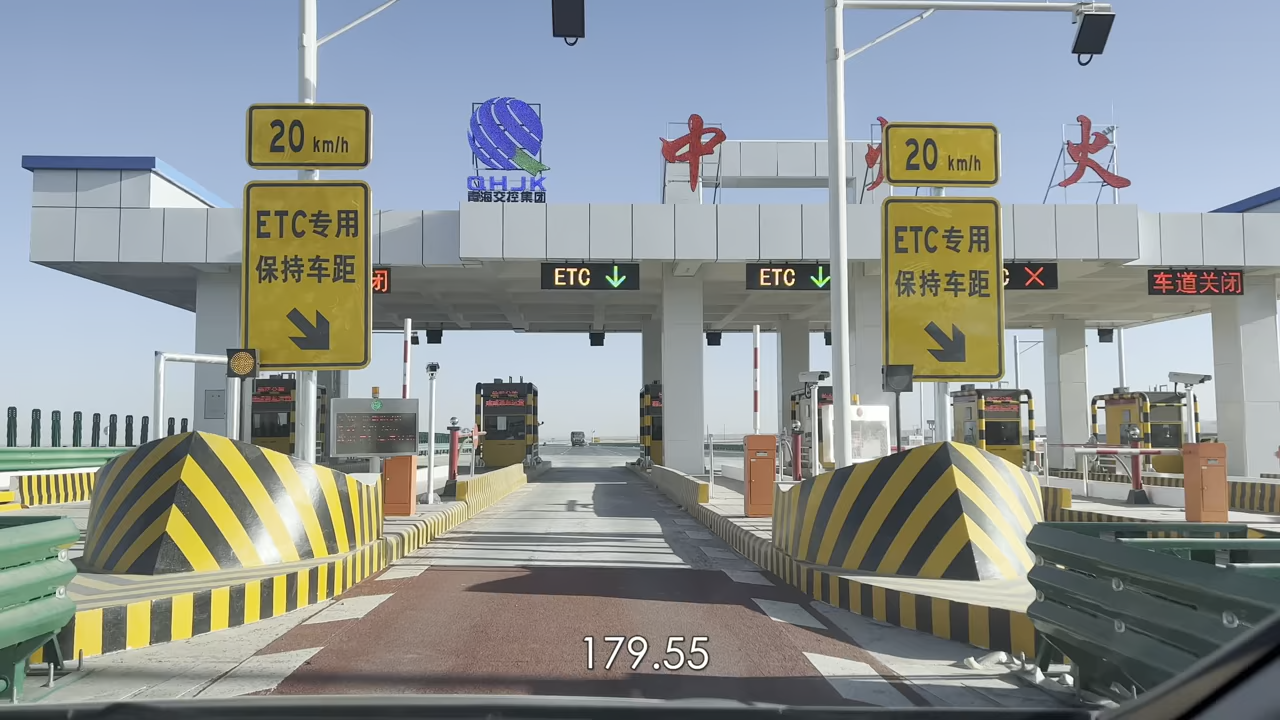 20 km/h
ETC专用
保持车距
QHJK
青海交控集团
中
火
20 km/h
ETC专用
保持车距
闭
ETC
ETC
车道关闭
179.55